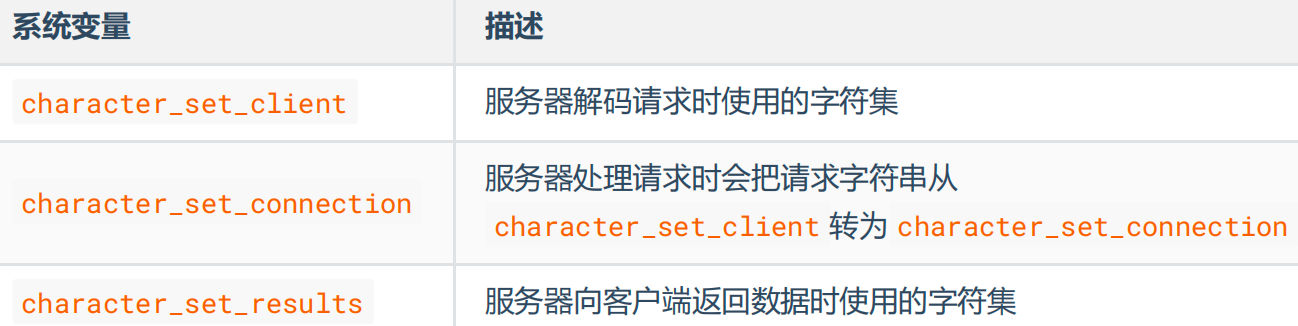 系统变量 描述
character_set_client 服务器解码请求时使用的字符集
服务器处理请求时会把请求字符串从
character_set_connection character_set_client 转为 character_set_connection
character_set_results 服务器向客户端返回数据时使用的字符集